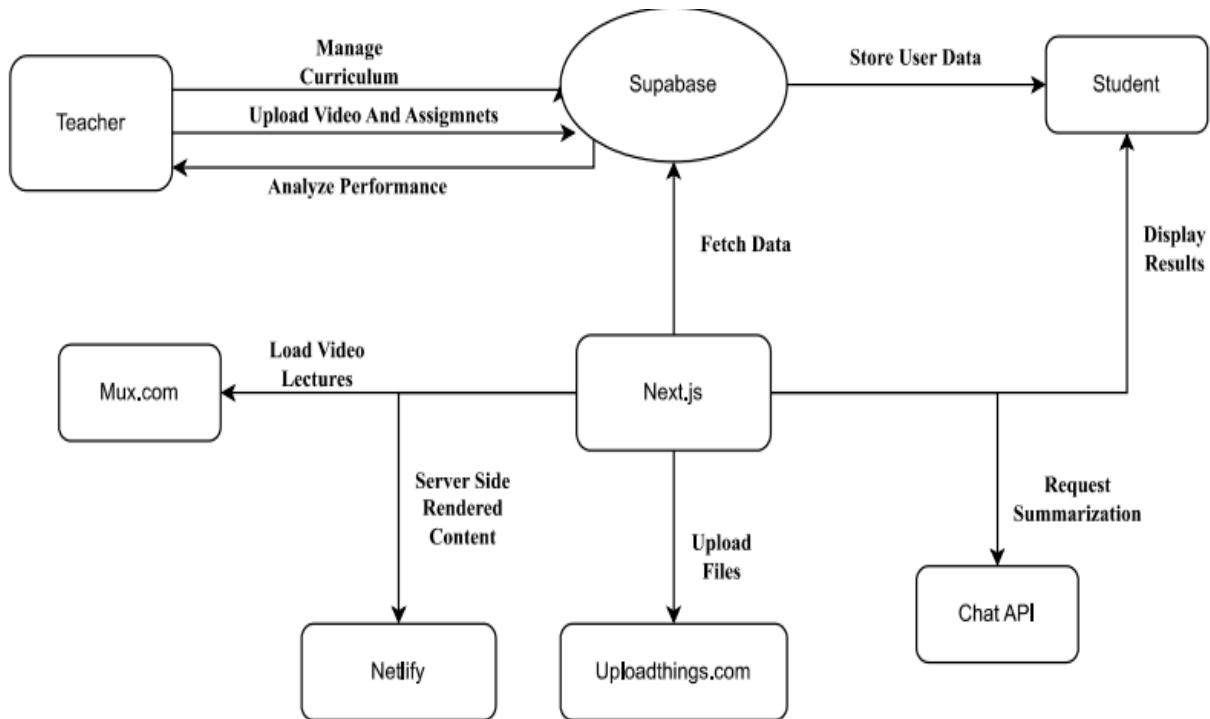 Manage
Curriculum
Teacher
Upload Video And Assigmnets
Analyze Performance
Supabase
Store User Data
Student
Fetch Data
Display
Results
Mux.com
Load Video
Lectures
Next.js
Server Side
Rendered
Content
Upload
Files
Request
Summarization
Chat API
Netlify
Uploadthings.com